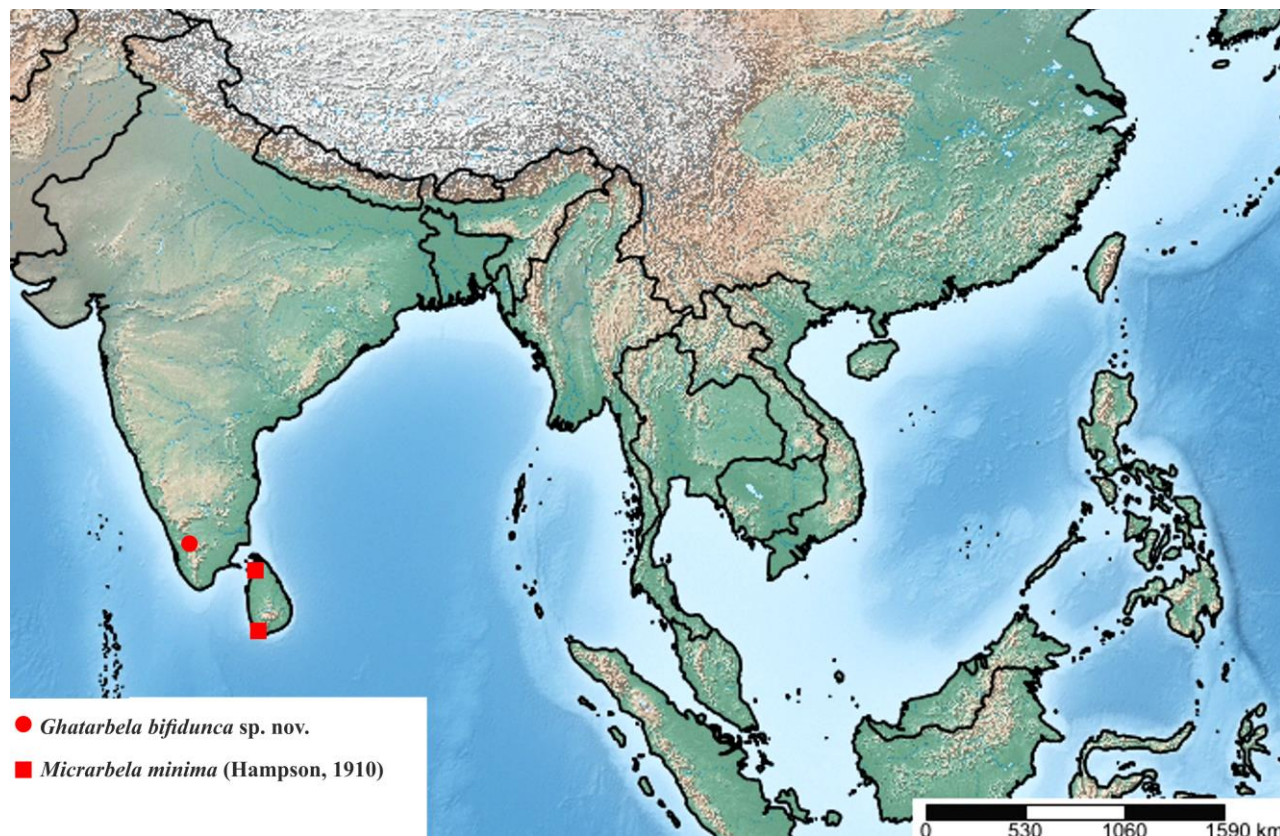 Ghatarbela bifidunca sp. nov.
Micrarbela minima (Hampson, 1910)
0 530 1060 1590 km